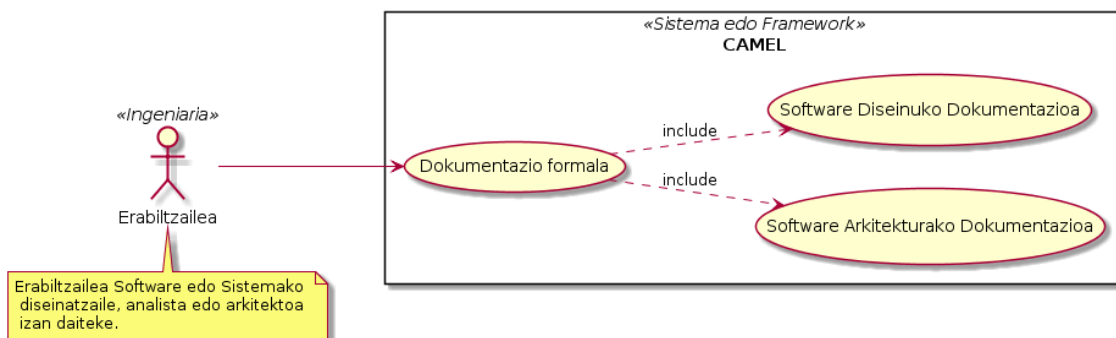 «Sistema edo Framework»
CAMEL
«Ingeniaria»
Erabiltzailea
Dokumentazio formala
include
Software Diseinuko Dokumentazioa
include
Software Arkitekturako Dokumentazioa
Erabiltzailea Software edo Sistemako
diseinatzaile, analista edo arkitektoa
izan daiteke.